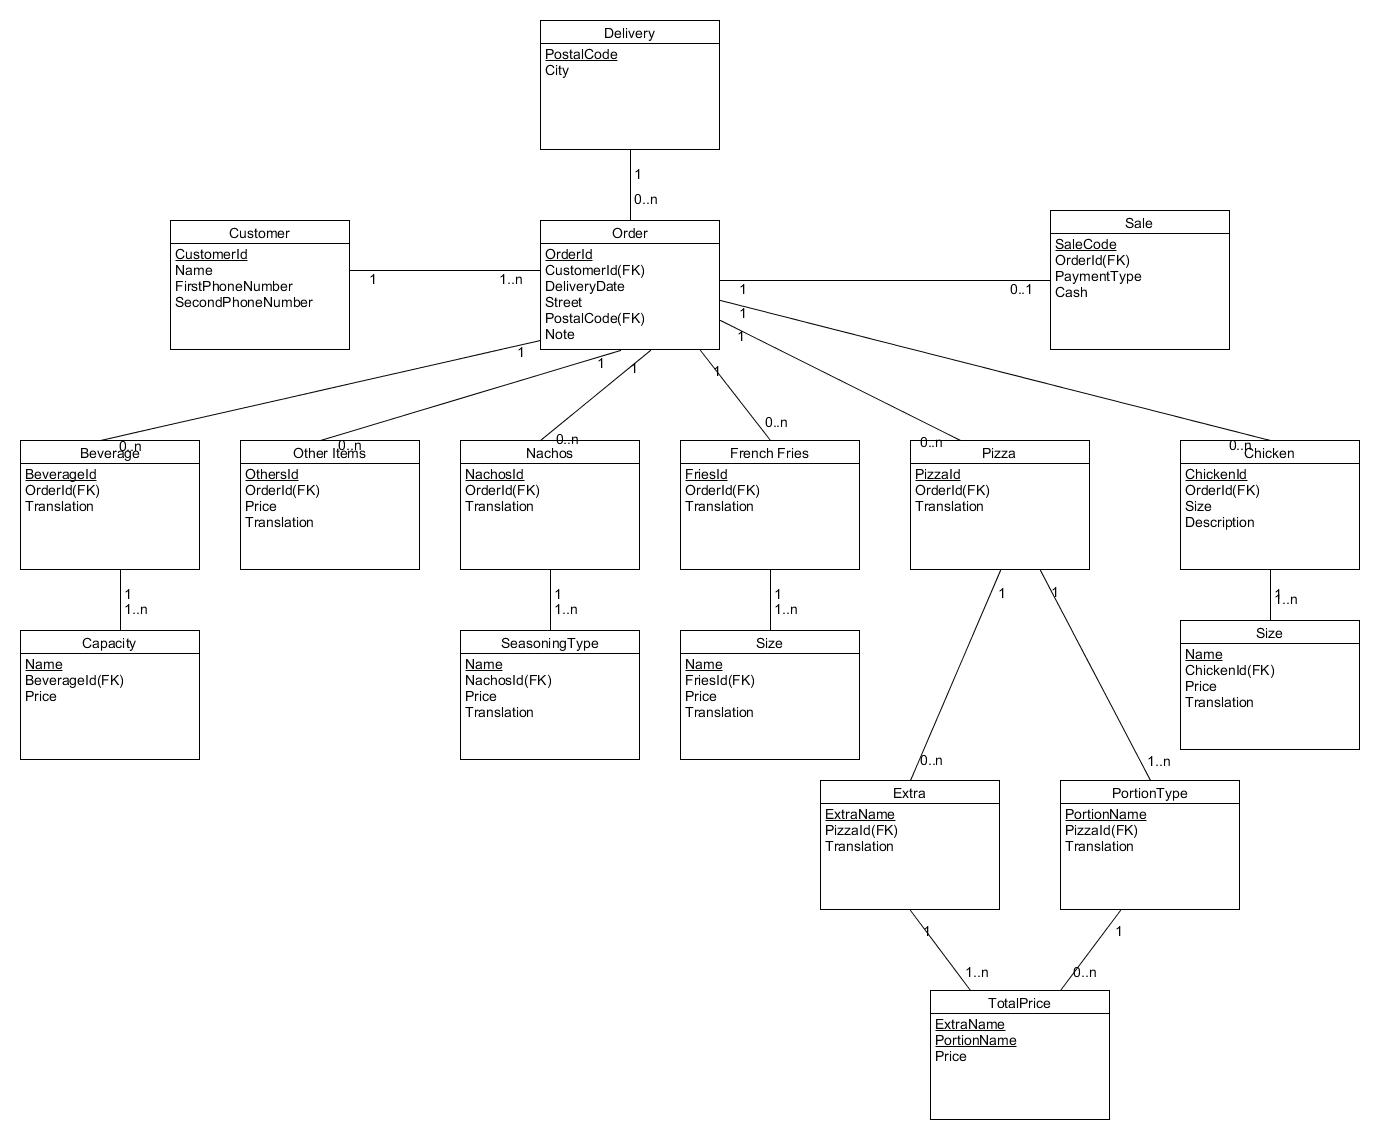 Delivery
PostalCode
City
1
0..n
Customer
CustomerId
Name
FirstPhoneNumber
SecondPhoneNumber
1
1..n
Order
OrderId
CustomerId(FK)
DeliveryDate
Street
PostalCode(FK)
Note
1
0..1
Sale
SaleCode
OrderId(FK)
PaymentType
Cash
1
1
1
1
1
1
0..n
0..n
0..n
0..n
0..n
0..n
Beverage
BeverageId
OrderId(FK)
Translation
Other Items
OthersId
OrderId(FK)
Price
Translation
Nachos
NachosId
OrderId(FK)
Translation
French Fries
FriesId
OrderId(FK)
Translation
Pizza
PizzaId
OrderId(FK)
Translation
Chicken
ChickenId
OrderId(FK)
Size
Description
1
1..n
1
1..n
1
1..n
1
1
1
1..n
Capacity
Name
BeverageId(FK)
Price
SeasoningType
Name
NachosId(FK)
Price
Translation
Size
Name
FriesId(FK)
Price
Translation
Size
Name
ChickenId(FK)
Price
Translation
0..n
1..n
Extra
ExtraName
PizzaId(FK)
Translation
PortionType
PortionName
PizzaId(FK)
Translation
1
1
1..n
0..n
TotalPrice
ExtraName
PortionName
Price